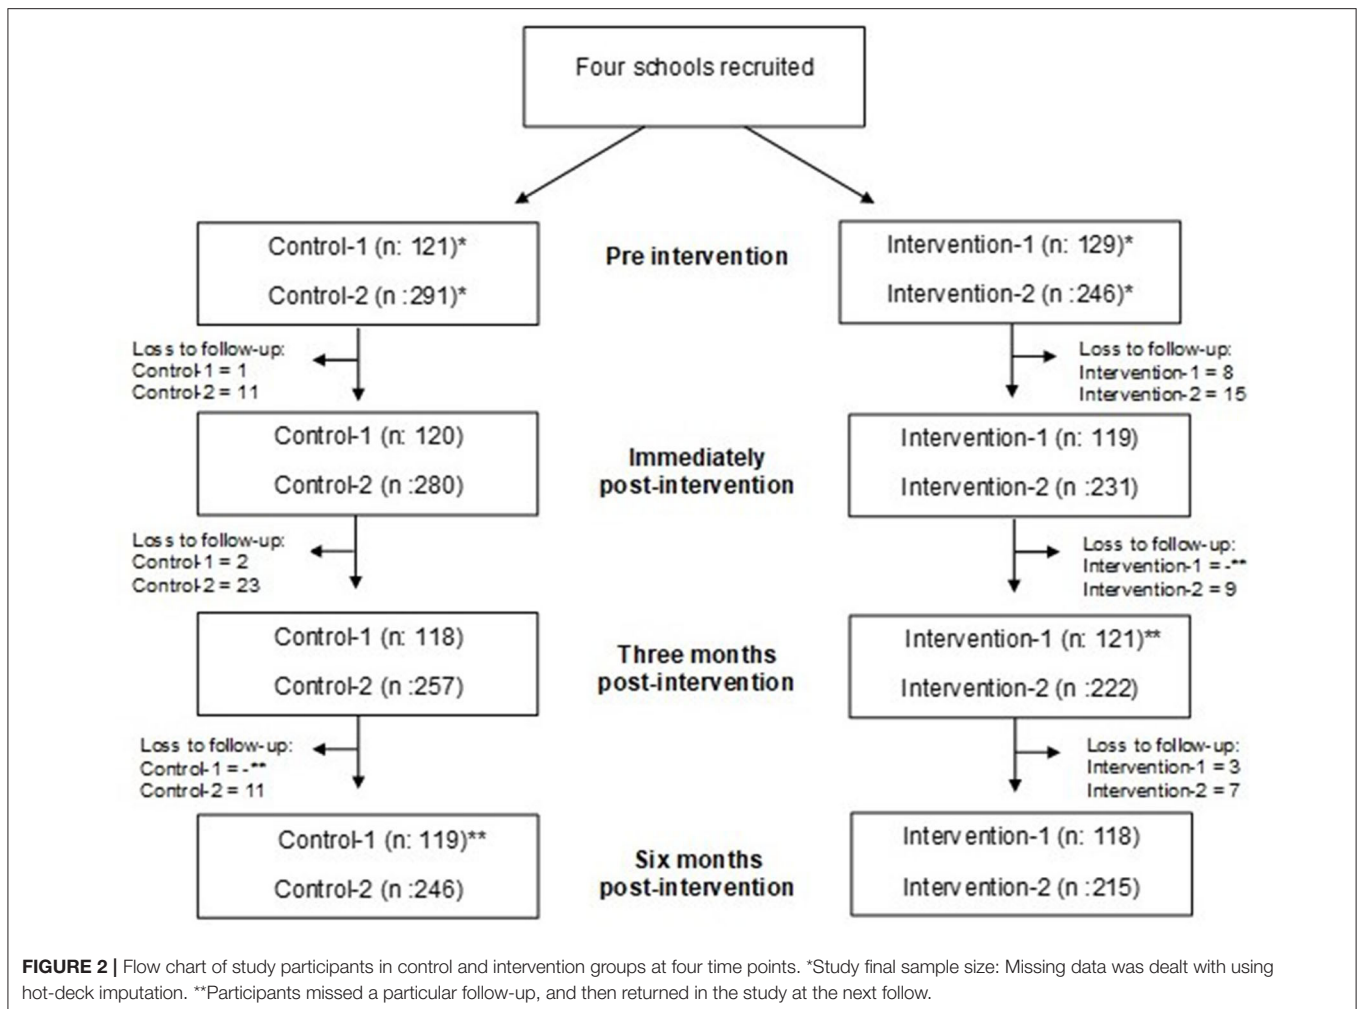 Four schools recruited
Control-1 (n: 121)*
Control-2 (n :291)*
Pre intervention
Intervention-1 (n: 129)*
Intervention-2 (n :246)*
Loss to follow-up:
Control-1 = 1
Control-2 = 11
Loss to follow-up:
Intervention-1 = 8
Intervention-2 = 15
Control-1 (n: 120)
Control-2 (n :280)
Immediately
post-intervention
Intervention-1 (n: 119)
Intervention-2 (n :231)
Loss to follow-up:
Control-1 = 2
Control-2 = 23
Loss to follow-up:
Intervention-1 = -**
Intervention-2 = 9
Control-1 (n: 118)
Control-2 (n :257)
Three months
post-intervention
Intervention-1 (n: 121)**
Intervention-2 (n :222)
Loss to follow-up:
Control-1 = -**
Control-2 = 11
Loss to follow-up:
Intervention-1 = 3
Intervention-2 = 7
Control-1 (n: 119)**
Control-2 (n :246)
Six months
post-intervention
Intervention-1 (n: 118)
Intervention-2 (n :215)
FIGURE 2 | Flow chart of study participants in control and intervention groups at four time points. *Study final sample size: Missing data was dealt with using
hot-deck imputation. **Participants missed a particular follow-up, and then returned in the study at the next follow.